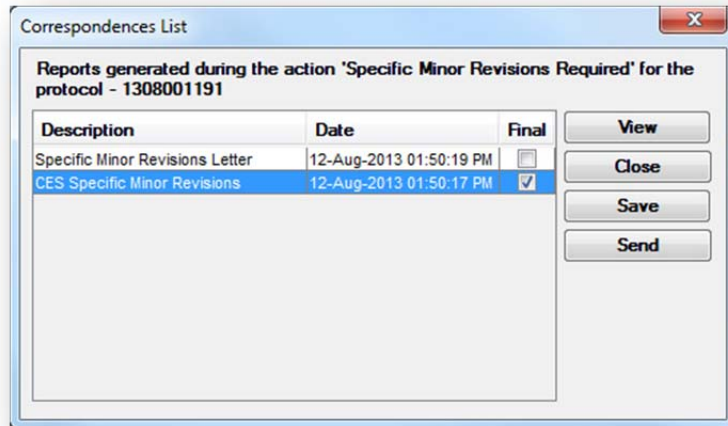 Correspondences List
Reports generated during the action 'Specific Minor Revisions Required' for the
protocol - 1308001191
Description Date Final
Specific Minor Revisions Letter 12-Aug-2013 01:50:19 PM
CES Specific Minor Revisions 12-Aug-2013 01:50:17 PM
View
Close
Save
Send